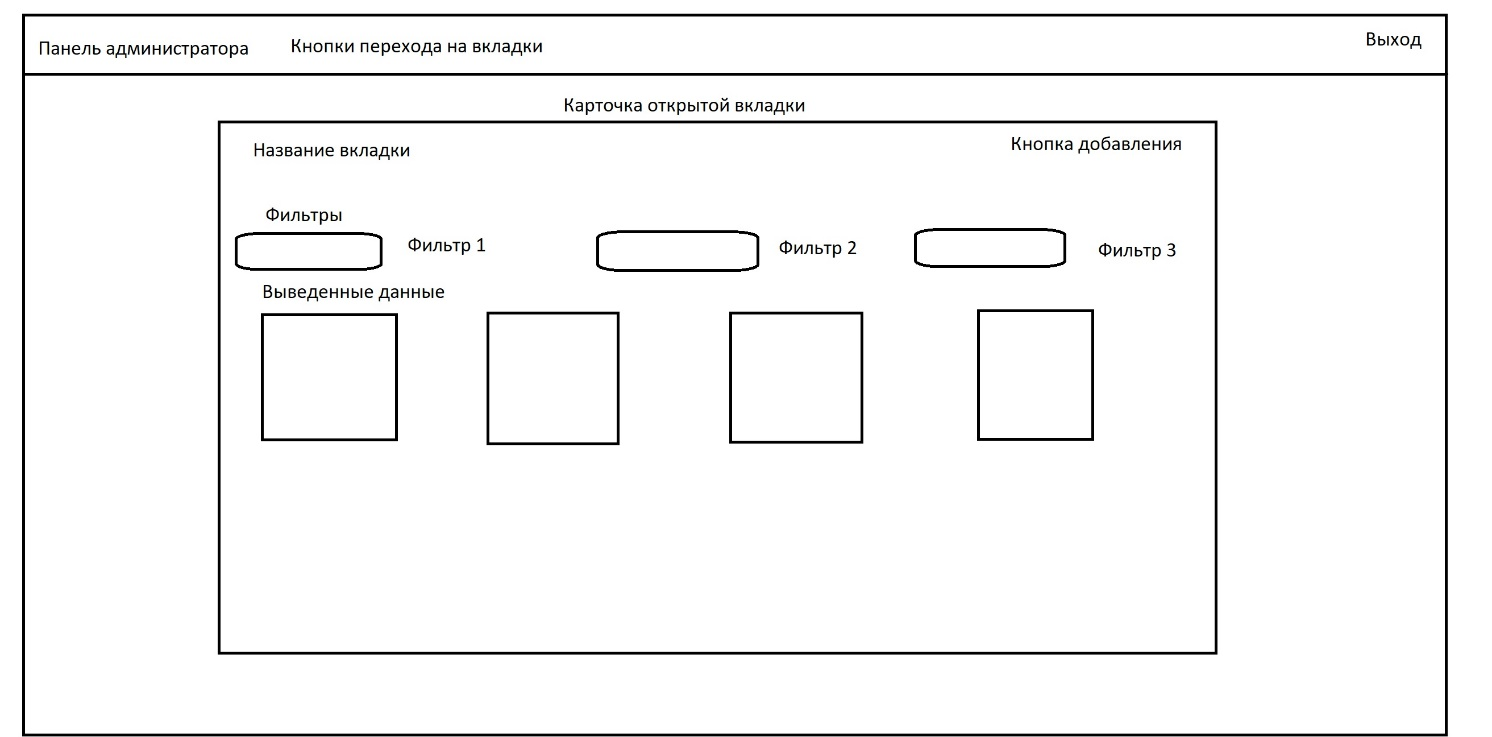 Панель администратора
Кнопки перехода на вкладки
Выход
Карточка открытой вкладки
Название вкладки
Кнопка добавления
Фильтры
Фильтр 1
Фильтр 2
Фильтр 3
Выведенные данные